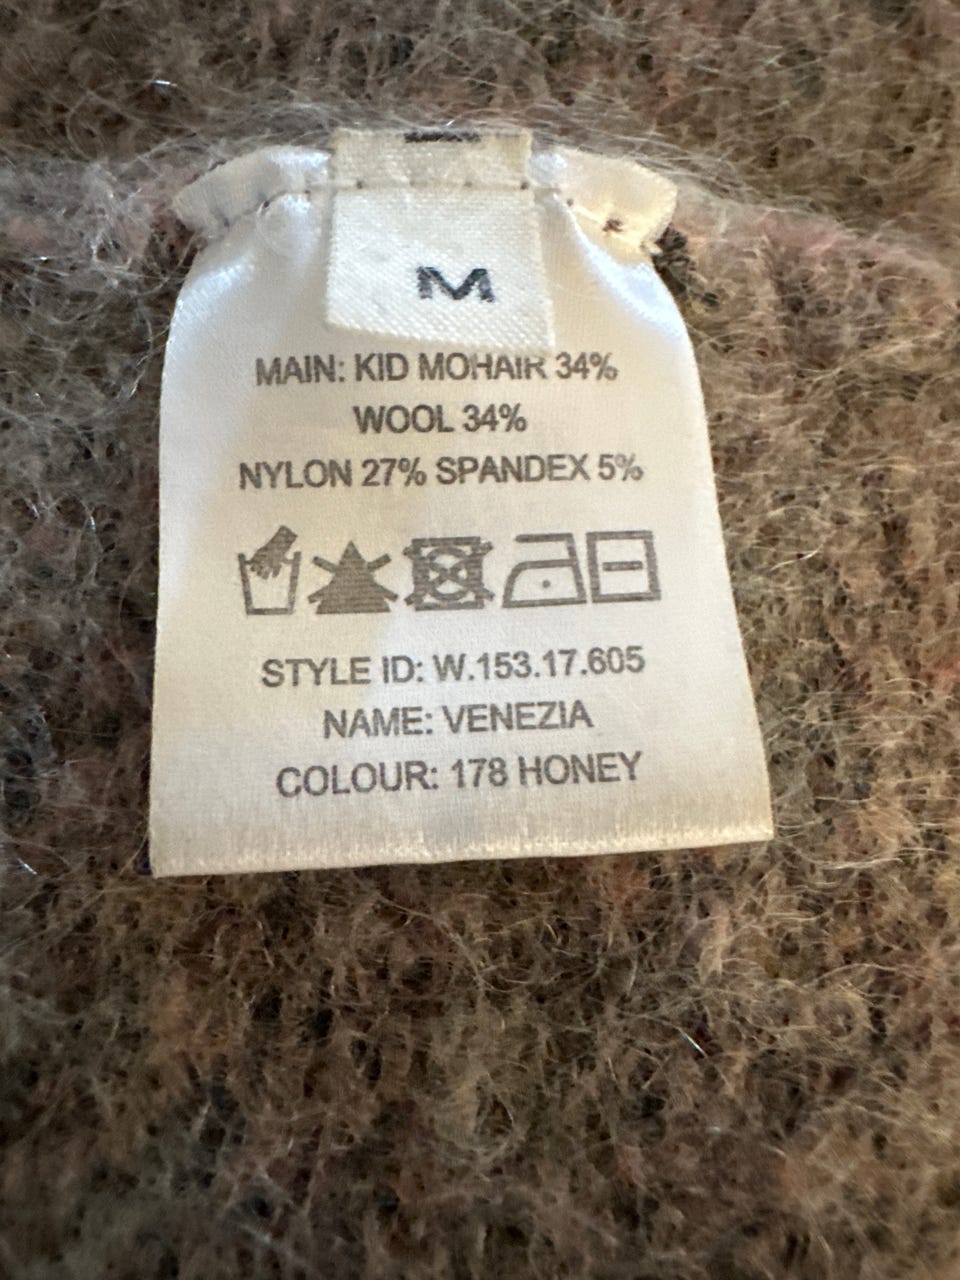 M
MAIN: KID MOHAIR 34%
WOOL 34%
NYLON 27% SPANDEX 5%
STYLE ID: W.153.17.605
NAME: VENEZIA
COLOUR: 178 HONEY